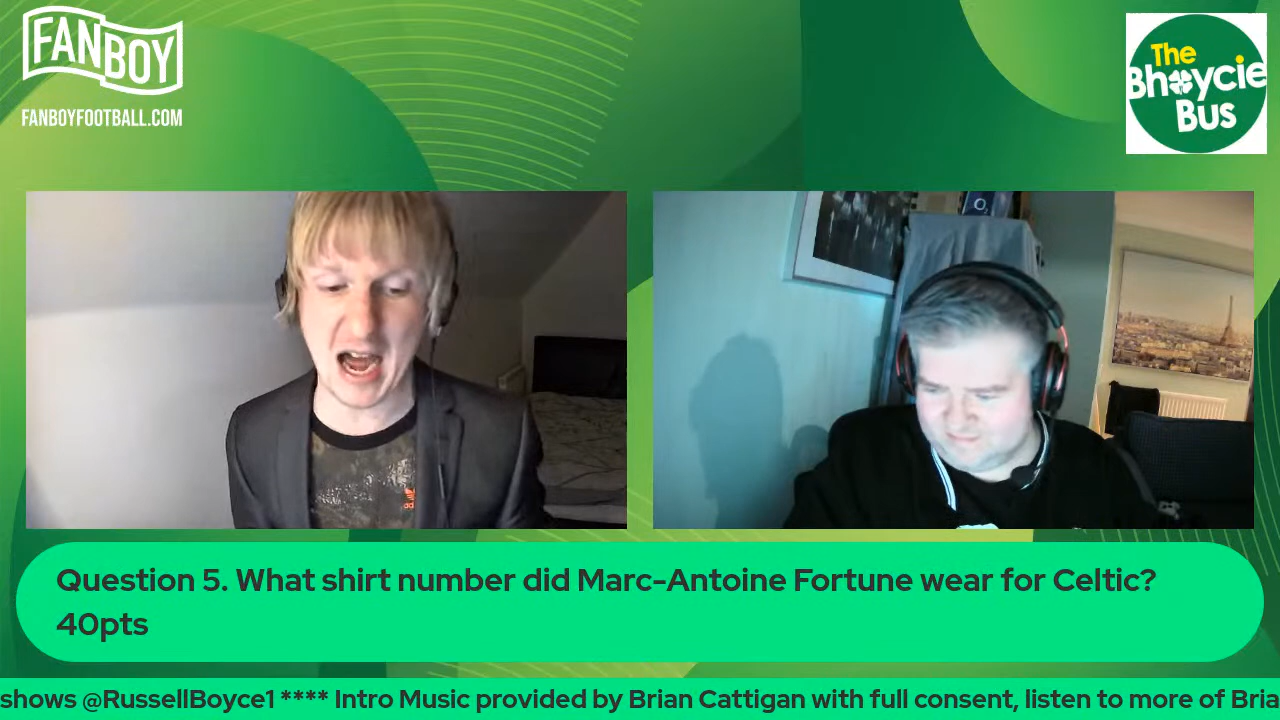 FANBOY
FANBOYFOOTBALL.COM
The
Bhoycie
Bus
O2
Question 5. What shirt number did Marc-Antoine Fortune wear for Celtic?
40pts
shows @RussellBoyce1 **** Intro Music provided by Brian Cattigan with full consent, listen to more of Bria